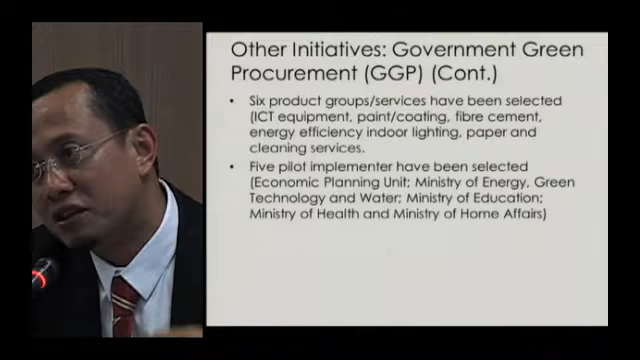 Other Initiatives: Government Green
Procurement (GGP) (Cont.)
• Six product groups/services have been selected
(ICT equipment, paint/coating, fibre cement,
energy efficiency indoor lighting, paper and
cleaning services.
• Five pilot implementer have been selected
(Economic Planning Unit; Ministry of Energy, Green
Technology and Water; Ministry of Education;
Ministry of Health and Ministry of Home Affairs)